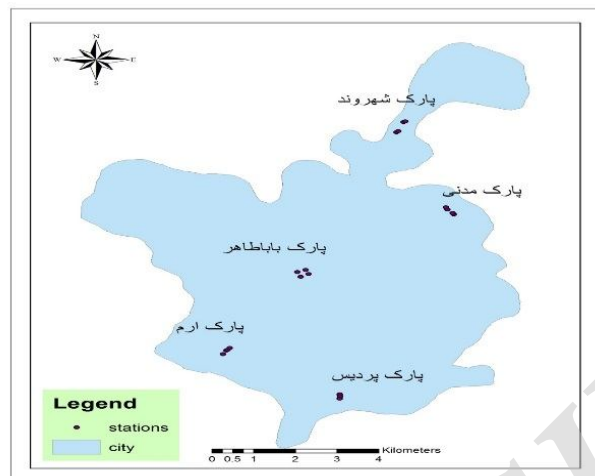 N
W E
S
پارک شهروند
پارک مدنی
پارک باباطاهر
پارک ارم
پارک پردیس
Legend
stations
city
Kilometers
0 0.5 1 2 3 4